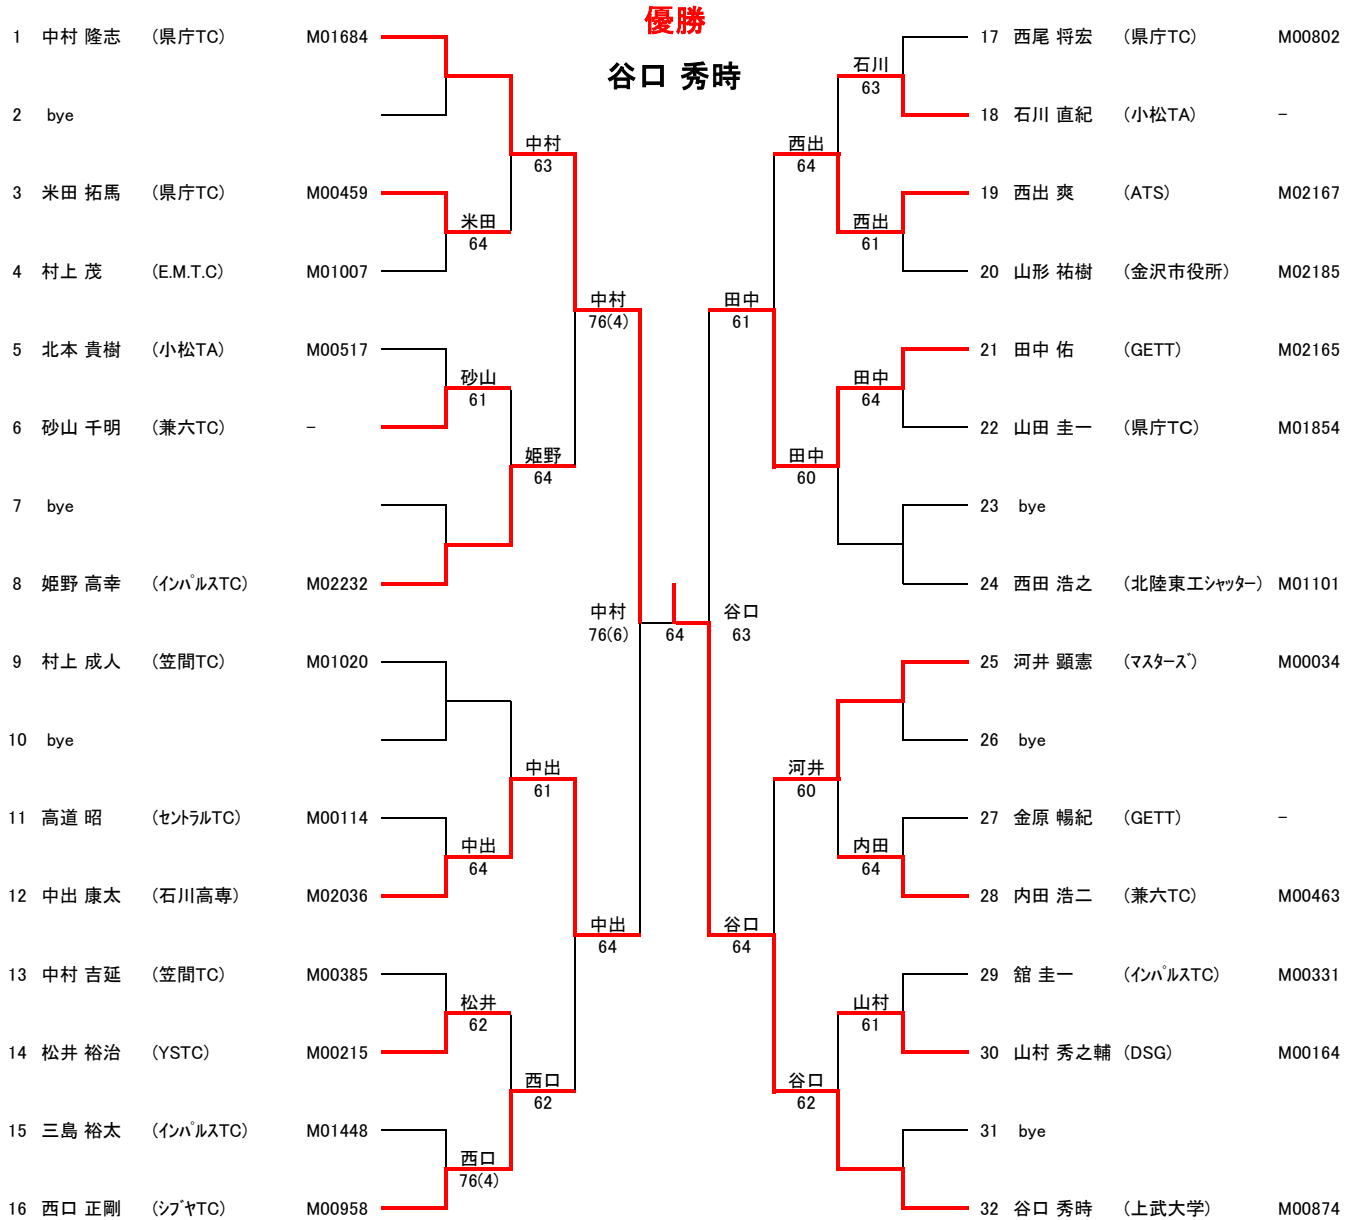 優勝
谷口 秀時
1 中村 隆志 (県庁TC) M01684
2 bye
3 米田 拓馬 (県庁TC) M00459
4 村上 茂 (E.M.T.C) M01007
5 北本 貴樹 (小松TA) M00517
6 砂山 千明 (兼六TC) -
7 bye
8 姫野 高幸 (ｲﾝﾊﾟﾙｽTC) M02232
9 村上 成人 (笠間TC) M01020
10 bye
11 高道 昭 (ｾﾝﾄﾗﾙTC) M00114
12 中出 康太 (石川高専) M02036
13 中村 吉延 (笠間TC) M00385
14 松井 裕治 (YSTC) M00215
15 三島 裕太 (ｲﾝﾊﾟﾙｽTC) M01448
16 西口 正剛 (ｼﾌﾞﾔTC) M00958
米田
64
砂山
61
中出
64
松井
62
西口
76(4)
中村
63
姫野
64
中出
61
西口
62
中村
76(4)
中出
64
中村
76(6)
64
谷口
63
田中
61
谷口
64
西出
64
田中
60
河井
60
谷口
62
石川
63
西出
61
田中
64
内田
64
山村
61
17 西尾 将宏 (県庁TC) M00802
18 石川 直紀 (小松TA) -
19 西出 爽 (ATS) M02167
20 山形 祐樹 (金沢市役所) M02185
21 田中 佑 (GETT) M02165
22 山田 圭一 (県庁TC) M01854
23 bye
24 西田 浩之 (北陸東工ｼｬｯﾀｰ) M01101
25 河井 顕憲 (ﾏｽﾀｰｽﾞ) M00034
26 bye
27 金原 暢紀 (GETT) -
28 内田 浩二 (兼六TC) M00463
29 舘 圭一 (ｲﾝﾊﾟﾙｽTC) M00331
30 山村 秀之輔 (DSG) M00164
31 bye
32 谷口 秀時 (上武大学) M00874